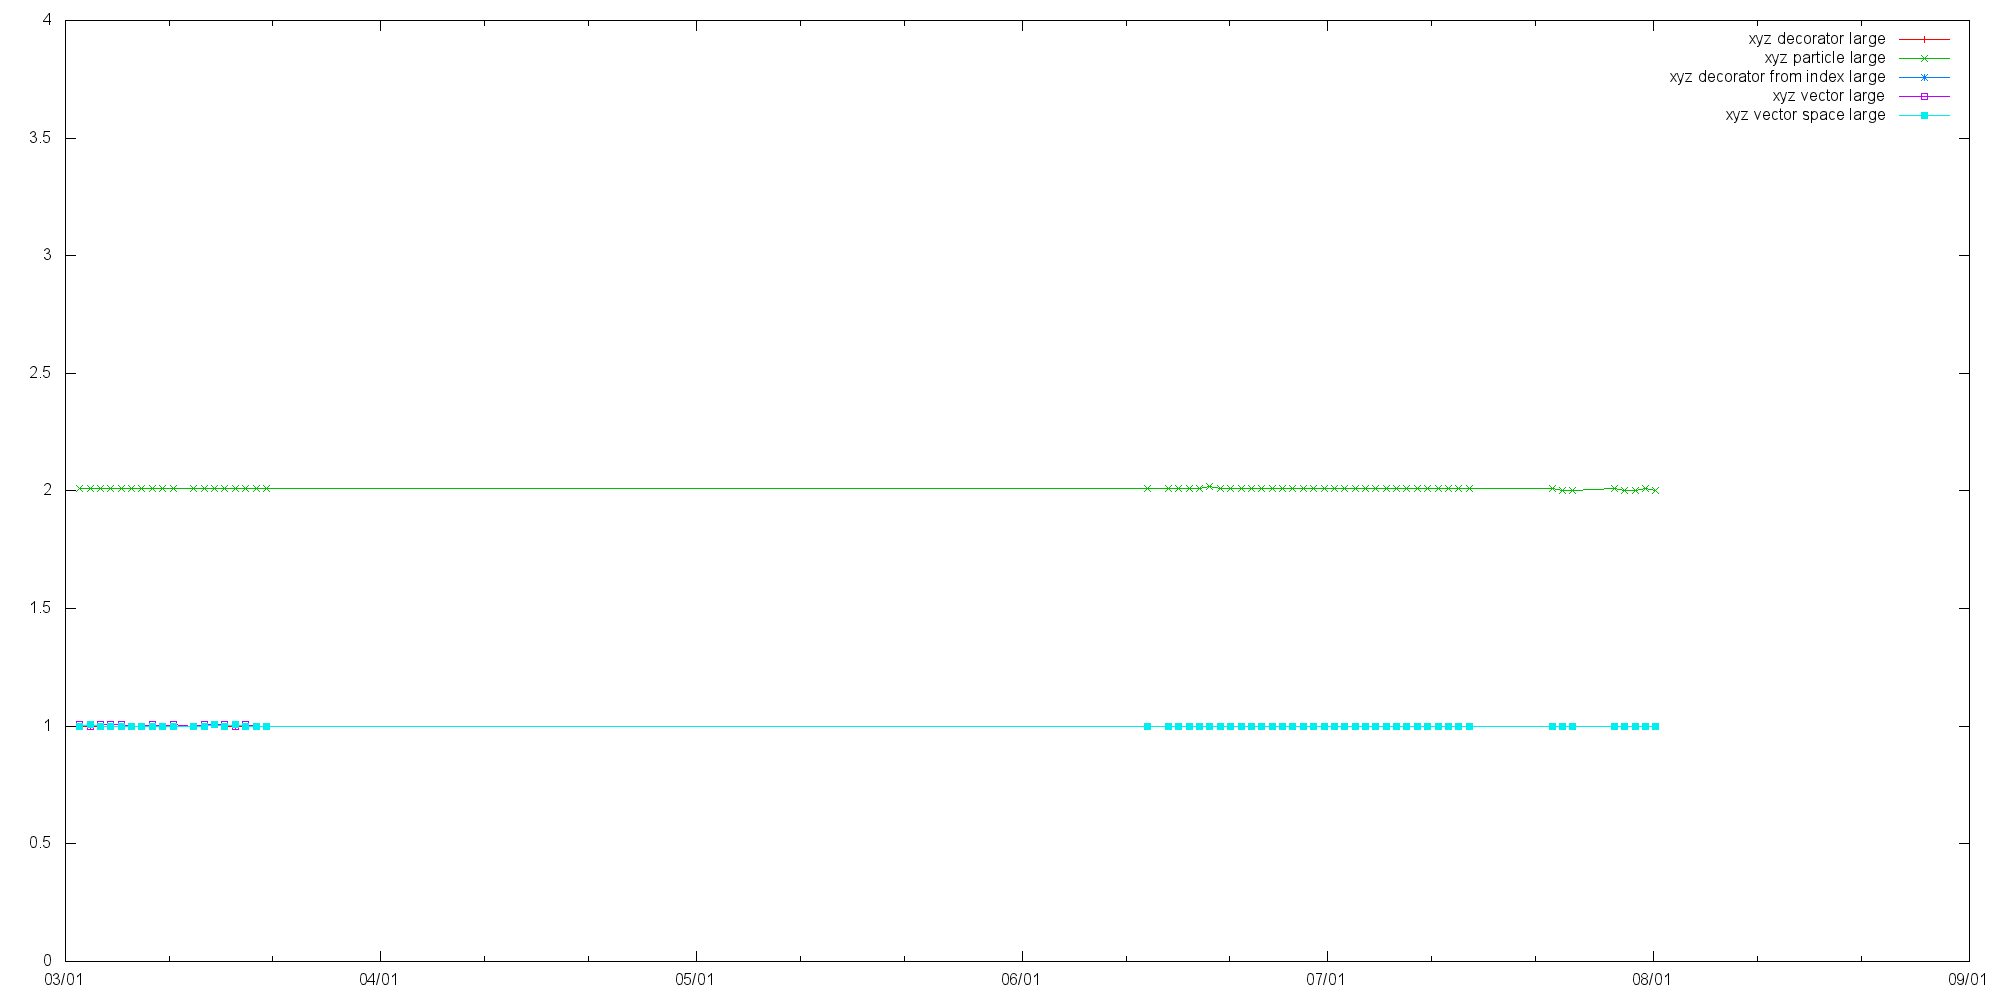 4
xyz decorator large
xyz particle large
xyz decorator from index large
xyz vector large
xyz vector space large
3.5
3
2.5
2
1.5
1
0.5
0
03/01 04/01 05/01 06/01 07/01 08/01 09/01